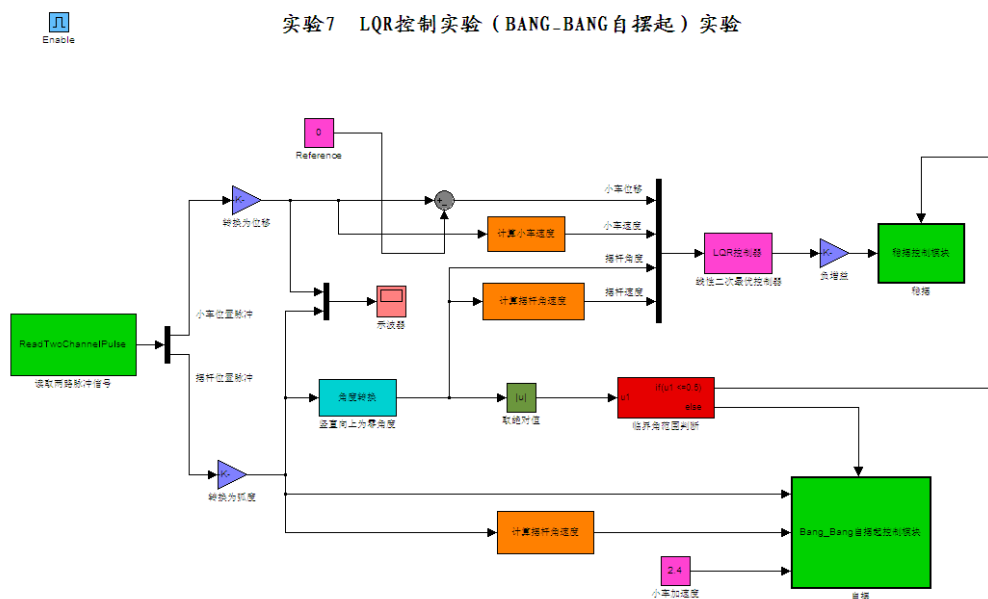 实验7 LQR控制实验（BANG_BANG自摆起）实验
Enable
0
Reference
K-
转换为位移
小车位移
计算小车速度
小车速度
摆杆角度
计算摆杆角速度
摆杆速度
LQR控制器
线性二次最优控制器
K-
负增益
稳摆控制模块
稳摆
示波器
小车位置脉冲
ReadTwoChannelPulse
读取两路脉冲信号
摆杆位置脉冲
角度转换
竖直向上为零角度
|u|
取绝对值
u1
if(u1 <=0.5)
else
临界角范围判断
K-
转换为弧度
计算摆杆角速度
Bang_Bang自摆起控制模块
自摆
2.4
小车加速度